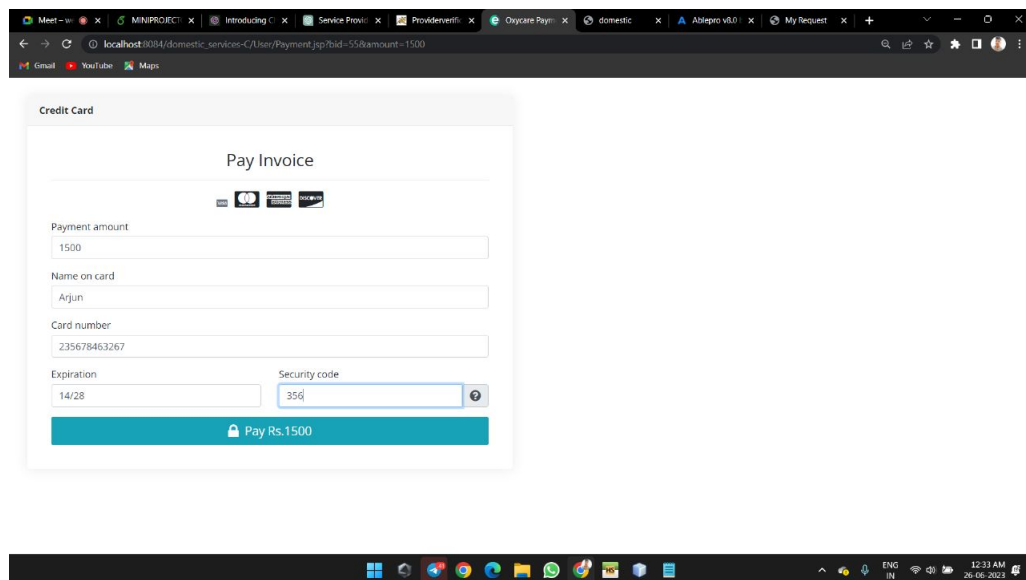 Meet – we
MINIPROJECT
Introducing C
Service Provid
Providerverific
Oxycare Paym
domestic
Ablepro v8.0
My Request
localhost:8084/domestic_services-C/User/Payment.jsp?bid=55&ramount=1500
Gmail YouTube Maps
Credit Card
Pay Invoice
DISCOVER
Payment amount
1500
Name on card
Arjun
Card number
235678463267
Expiration Security code
14/28 356
Pay Rs.1500
ENG
IN
12:33 AM
26-06-2023